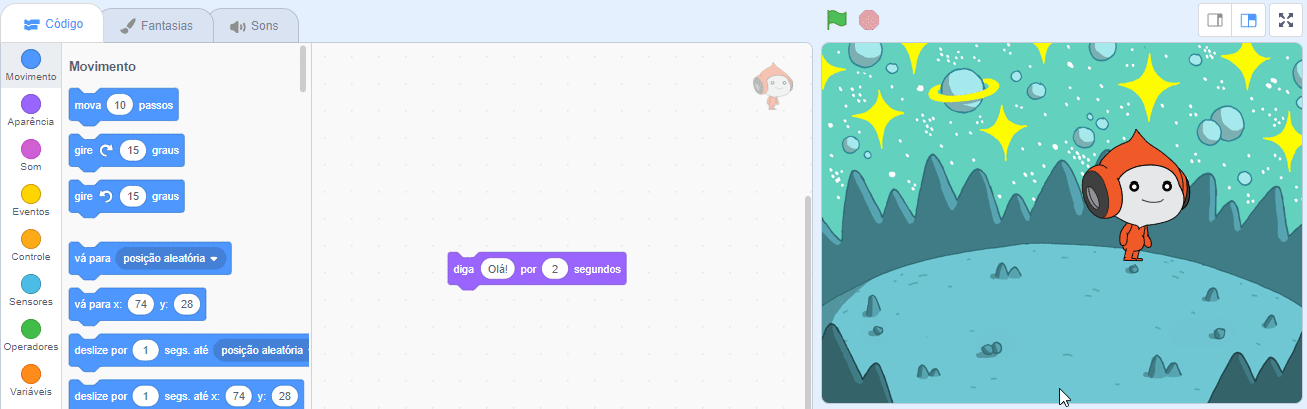 Código
Fantasias
Sons
Movimento
Aparência
Som
Eventos
Controle
Sensores
Operadores
Variáveis
Movimento
mova 10 passos
gire 15 graus
gire 15 graus
vá para posição aleatória
vá para x: 74 y: 28
deslize por 1 segs. até posição aleatória
deslize por 1 segs. até x: 74 y: 28
diga Olá! por 2 segundos